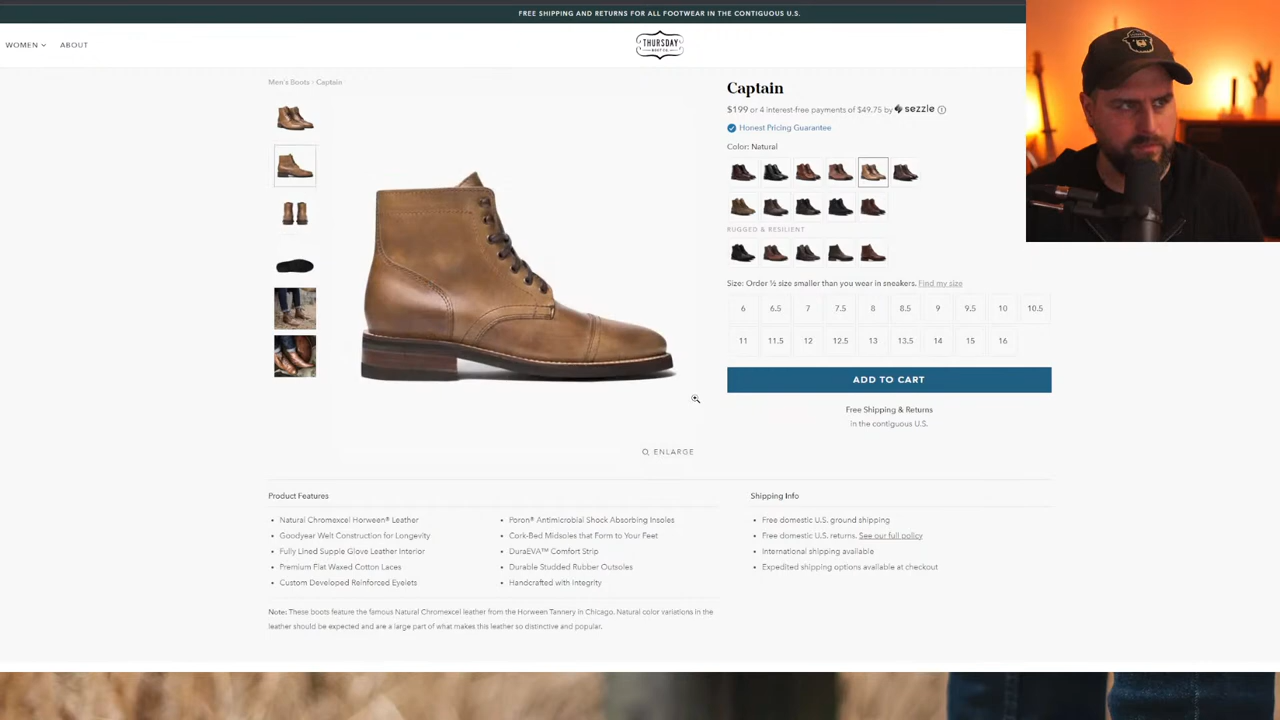 FREE SHIPPING AND RETURNS FOR ALL FOOTWEAR IN THE CONTIGUOUS U.S.
WOMEN
ABOUT
THURSDAY
BOOT CO.
Men's Boots › Captain
Captain
$199 or 4 interest-free payments of $49.75 by sezzle
Honest Pricing Guarantee
Color: Natural
RUGGED & RESILIENT
Size: Order ½ size smaller than you wear in sneakers. Find my size
6 6.5 7 7.5 8 8.5 9 9.5 10 10.5
11 11.5 12 12.5 13 13.5 14 15 16
ADD TO CART
Free Shipping & Returns
in the contiguous U.S.
ENLARGE
Product Features
• Natural Chromexcel Horween® Leather
• Goodyear Welt Construction for Longevity
• Fully Lined Supple Glove Leather Interior
• Premium Flat Waxed Cotton Laces
• Custom Developed Reinforced Eyelets
• Poron® Antimicrobial Shock Absorbing Insoles
• Cork-Bed Midsoles that Form to Your Feet
• DuraEVA™ Comfort Strip
• Durable Studded Rubber Outsoles
• Handcrafted with Integrity
Note: These boots feature the famous Natural Chromexcel leather from the Horween Tannery in Chicago. Natural color variations in the
leather should be expected and are a large part of what makes this leather so distinctive and popular.
Shipping Info
• Free domestic U.S. ground shipping
• Free domestic U.S. returns. See our full policy
• International shipping available
• Expedited shipping options available at checkout